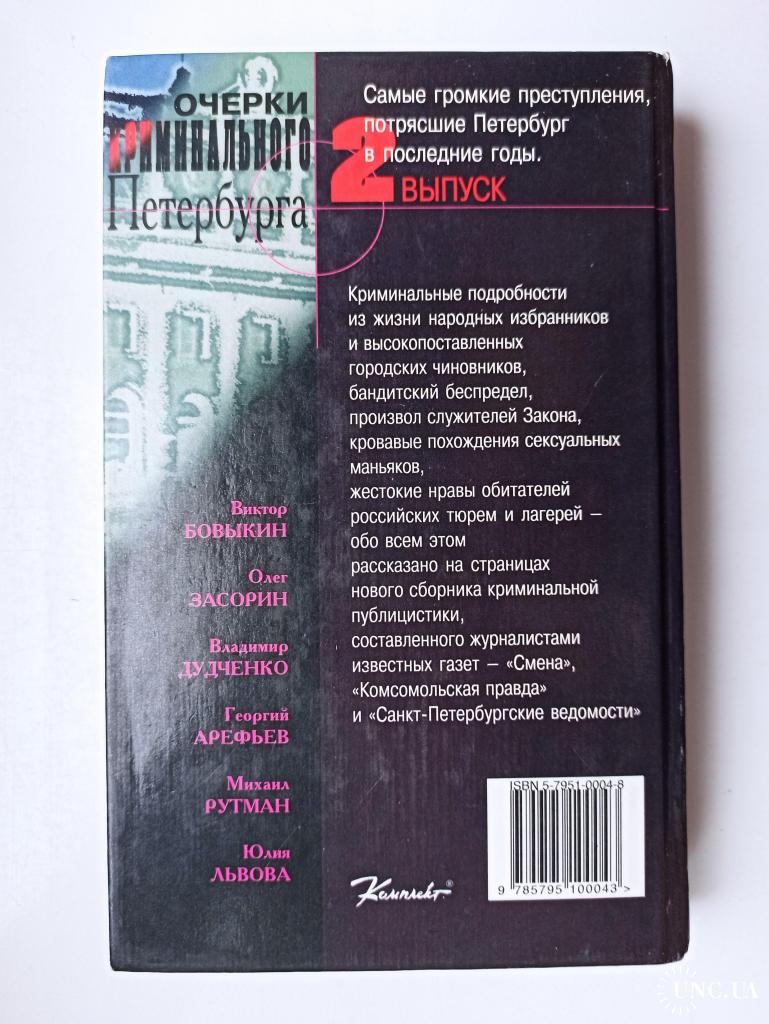 ОЧЕРКИ
КРИМИНАЛЬНОГО
Петербурга
Самые громкие преступления,
потрясшие Петербург
в последние годы.
2 ВЫПУСК
Криминальные подробности
из жизни народных избранников
и высокопоставленных
городских чиновников,
бандитский беспредел,
произвол служителей Закона,
кровавые похождения сексуальных
маньяков,
жестокие нравы обитателей
российских тюрем и лагерей –
обо всем этом
рассказано на страницах
нового сборника криминальной
публицистики,
составленного журналистами
известных газет – «Смена»,
«Комсомольская правда»
и «Санкт-Петербургские ведомости»
Виктор
БОВЫКИН
Олег
ЗАСОРИН
Владимир
ДУДЧЕНКО
Георгий
АРЕФЬЕВ
Михаил
РУТМАН
Юлия
ЛЬВОВА
Комплект®
ISBN 5-7951-0004-8
9 785795 100043 >
UNC.UA